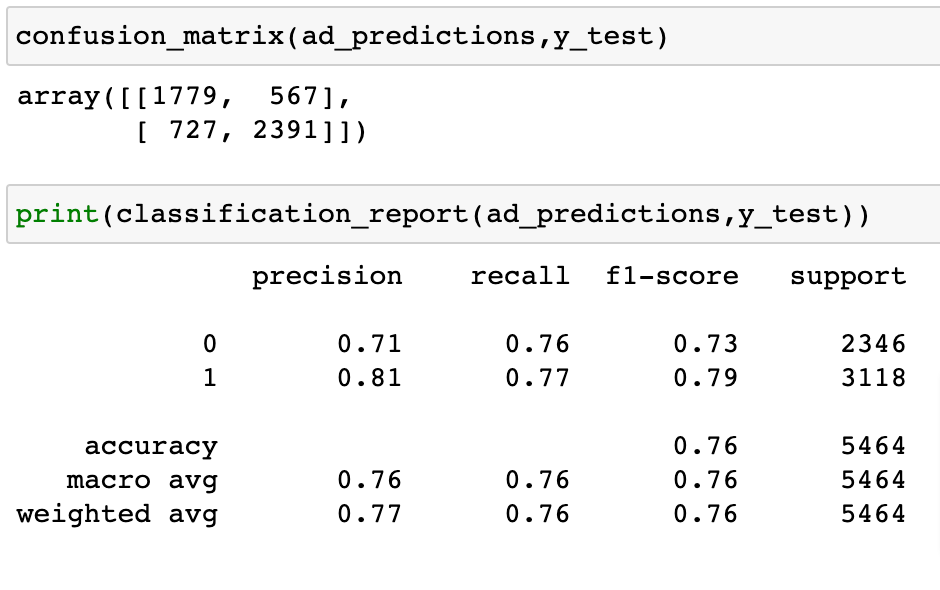 confusion_matrix(ad_predictions,y_test)
array([[1779,  567],
       [ 727, 2391]])
print(classification_report(ad_predictions,y_test))
              precision    recall  f1-score   support
           0       0.71      0.76      0.73      2346
           1       0.81      0.77      0.79      3118
    accuracy                           0.76      5464
   macro avg       0.76      0.76      0.76      5464
weighted avg       0.77      0.76      0.76      5464